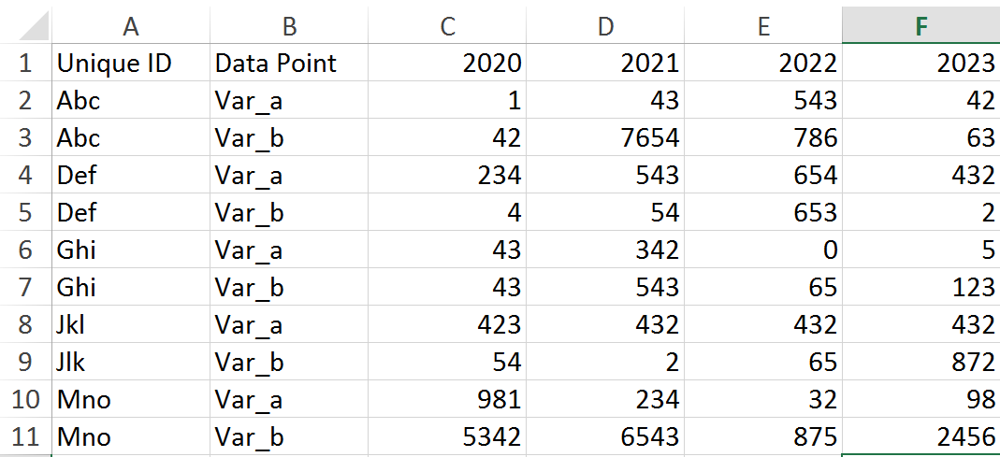 A B C D E F
1 Unique ID Data Point 2020 2021 2022 2023
2 Abc Var_a 1 43 543 42
3 Abc Var_b 42 7654 786 63
4 Def Var_a 234 543 654 432
5 Def Var_b 4 54 653 2
6 Ghi Var_a 43 342 0 5
7 Ghi Var_b 43 543 65 123
8 Jkl Var_a 423 432 432 432
9 Jlk Var_b 54 2 65 872
10 Mno Var_a 981 234 32 98
11 Mno Var_b 5342 6543 875 2456